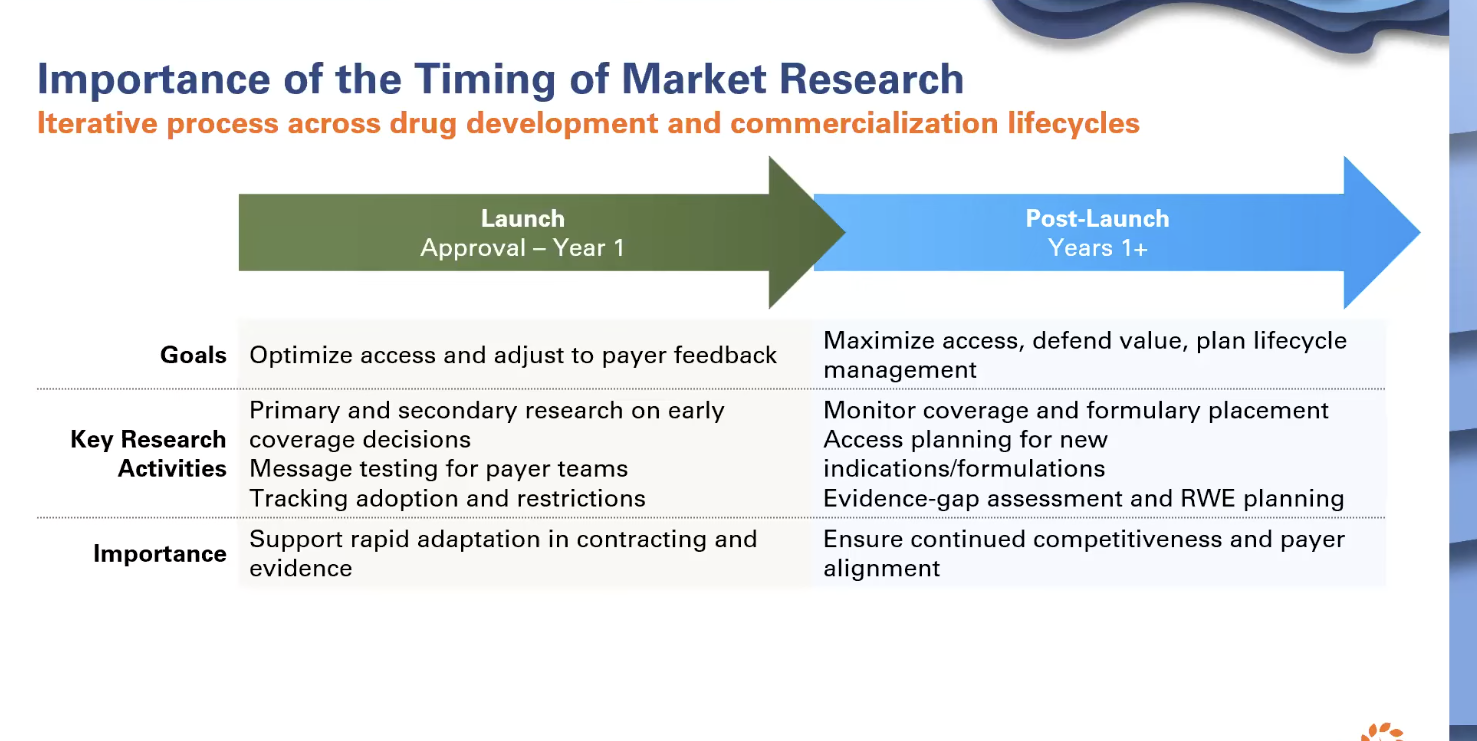 Importance of the Timing of Market Research
Iterative process across drug development and commercialization lifecycles
Launch
Approval – Year 1
Post-Launch
Years 1+
Goals
Optimize access and adjust to payer feedback
Maximize access, defend value, plan lifecycle
management
Key Research
Activities
Primary and secondary research on early
coverage decisions
Message testing for payer teams
Tracking adoption and restrictions
Monitor coverage and formulary placement
Access planning for new
indications/formulations
Evidence-gap assessment and RWE planning
Importance
Support rapid adaptation in contracting and
evidence
Ensure continued competitiveness and payer
alignment